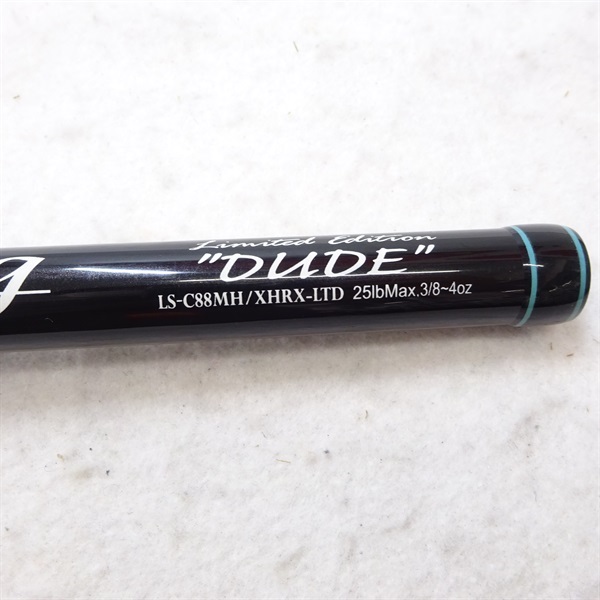 Limited Edition
"DUDE"
LS-C88MH/XHRX-LTD 25lbMax.3/8~4oz